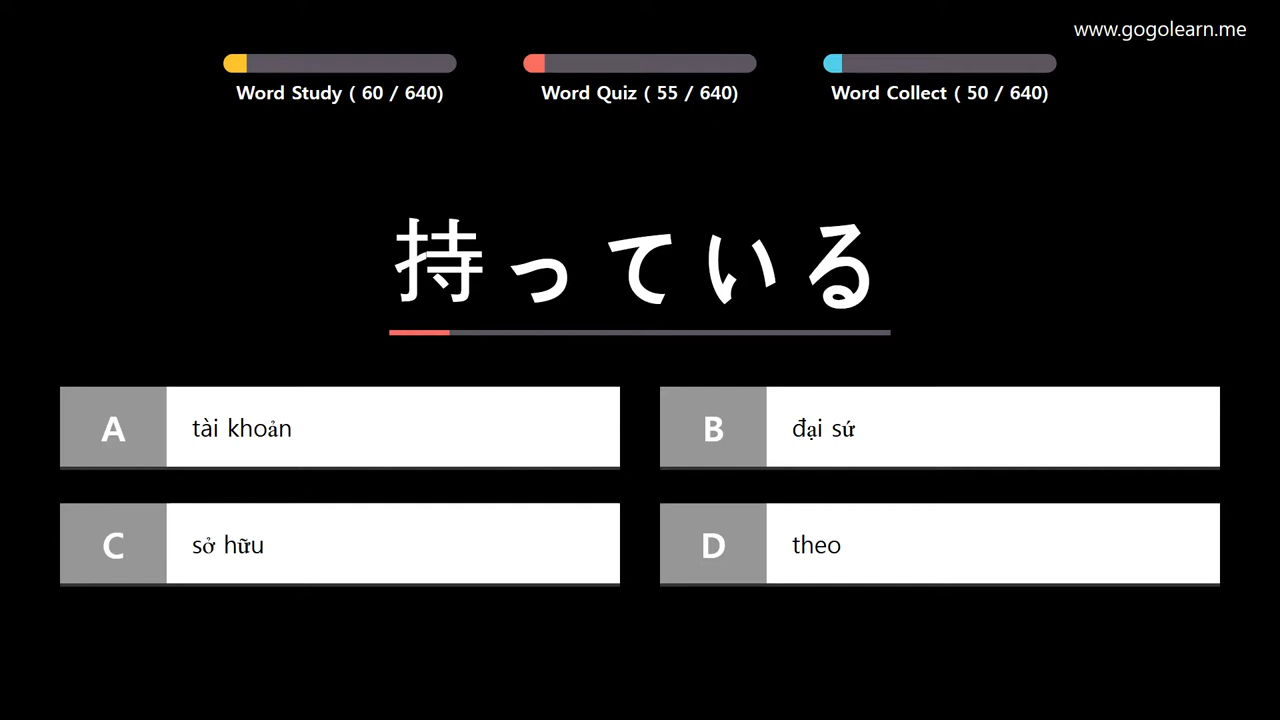 www.gogolearn.me
Word Study ( 60 / 640)
Word Quiz ( 55 / 640)
Word Collect ( 50 / 640)
持っている
A tài khoản
B đại sứ
C sở hữu
D theo